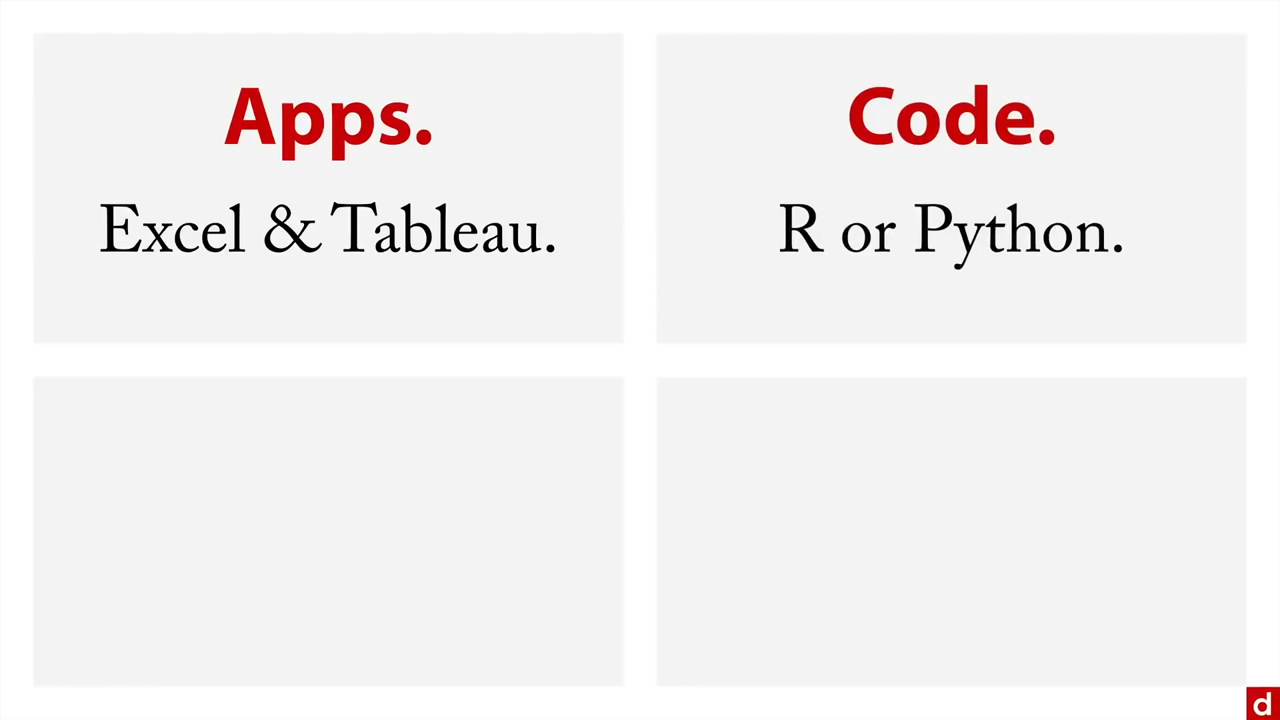 Apps.
Excel & Tableau.
Code.
R or Python.
d